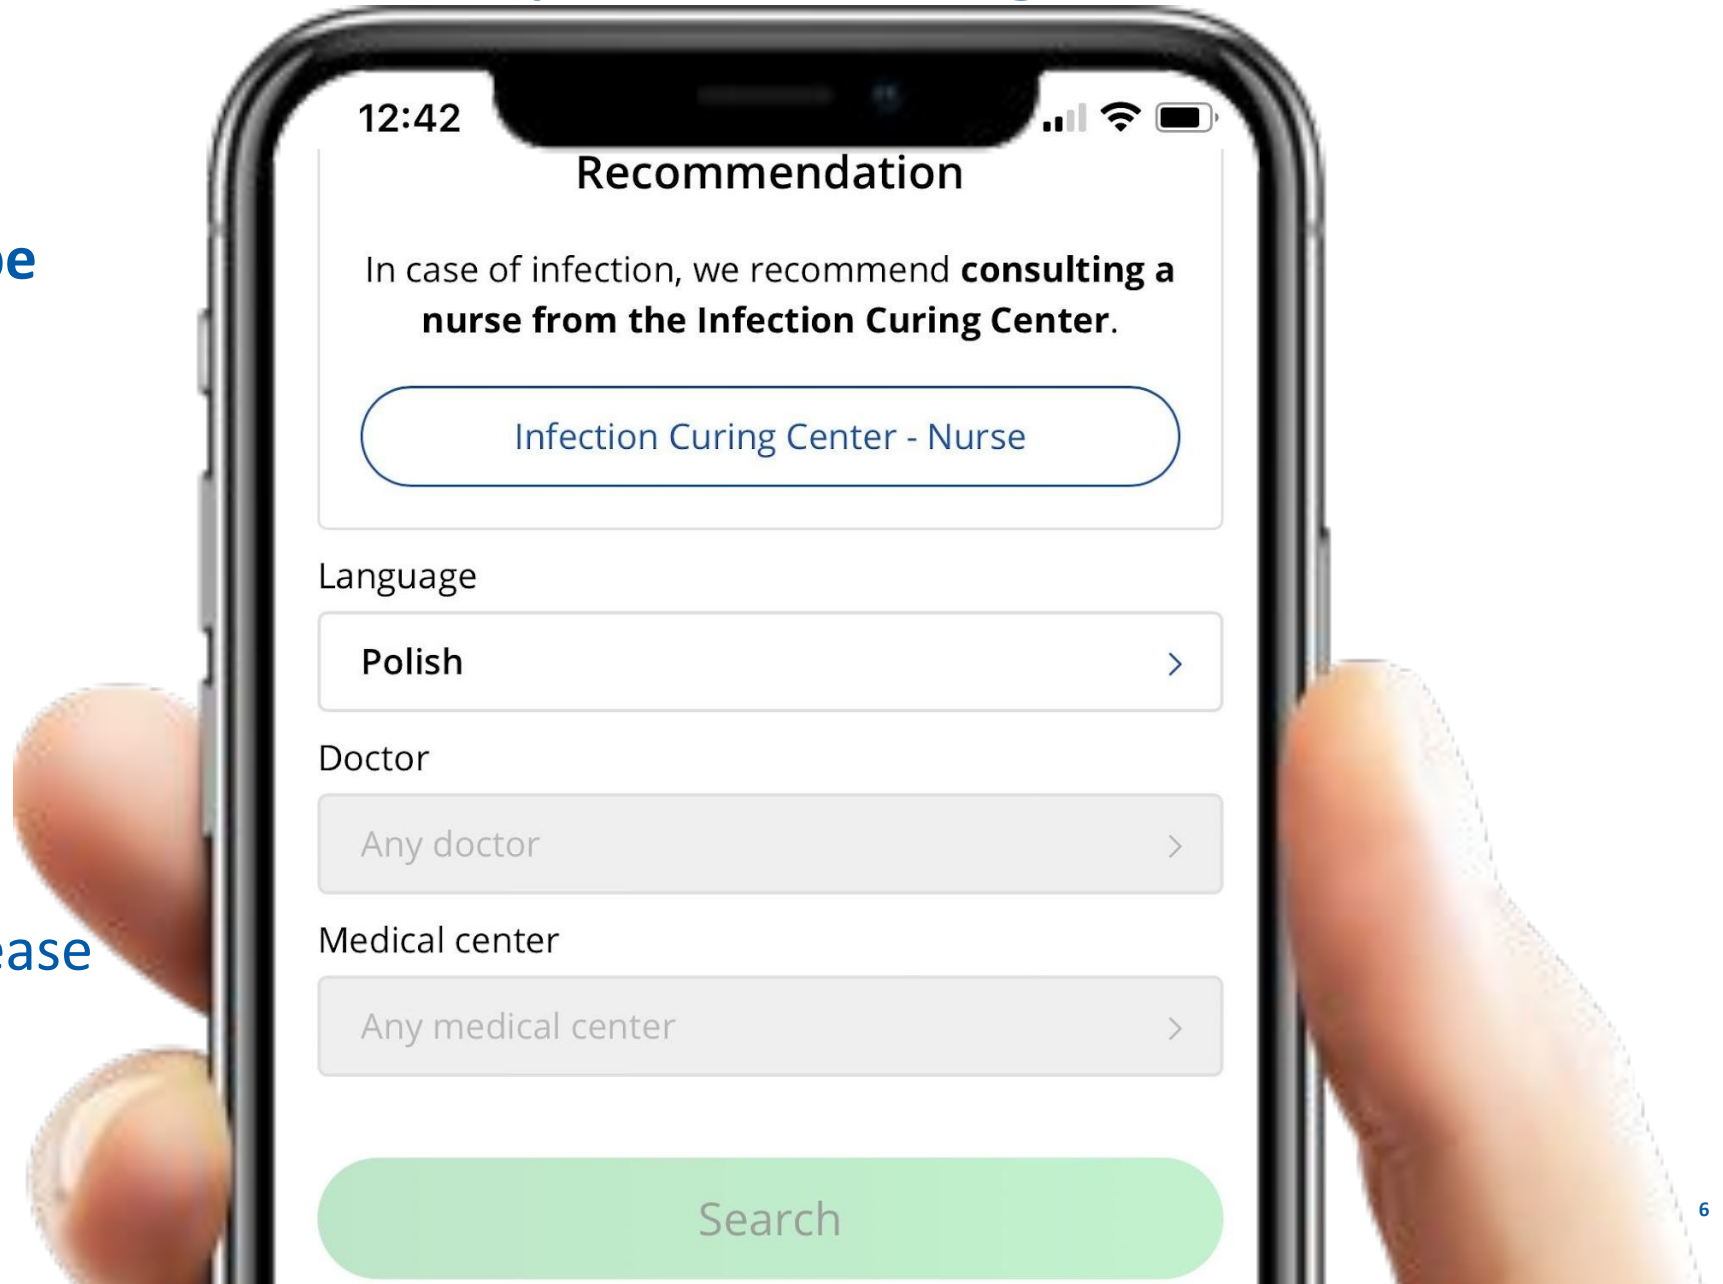 12:42
Recommendation
In case of infection, we recommend consulting a
nurse from the Infection Curing Center.
Infection Curing Center - Nurse
Language
Polish
Doctor
Any doctor
ease
Medical center
Any medical center
Search
6